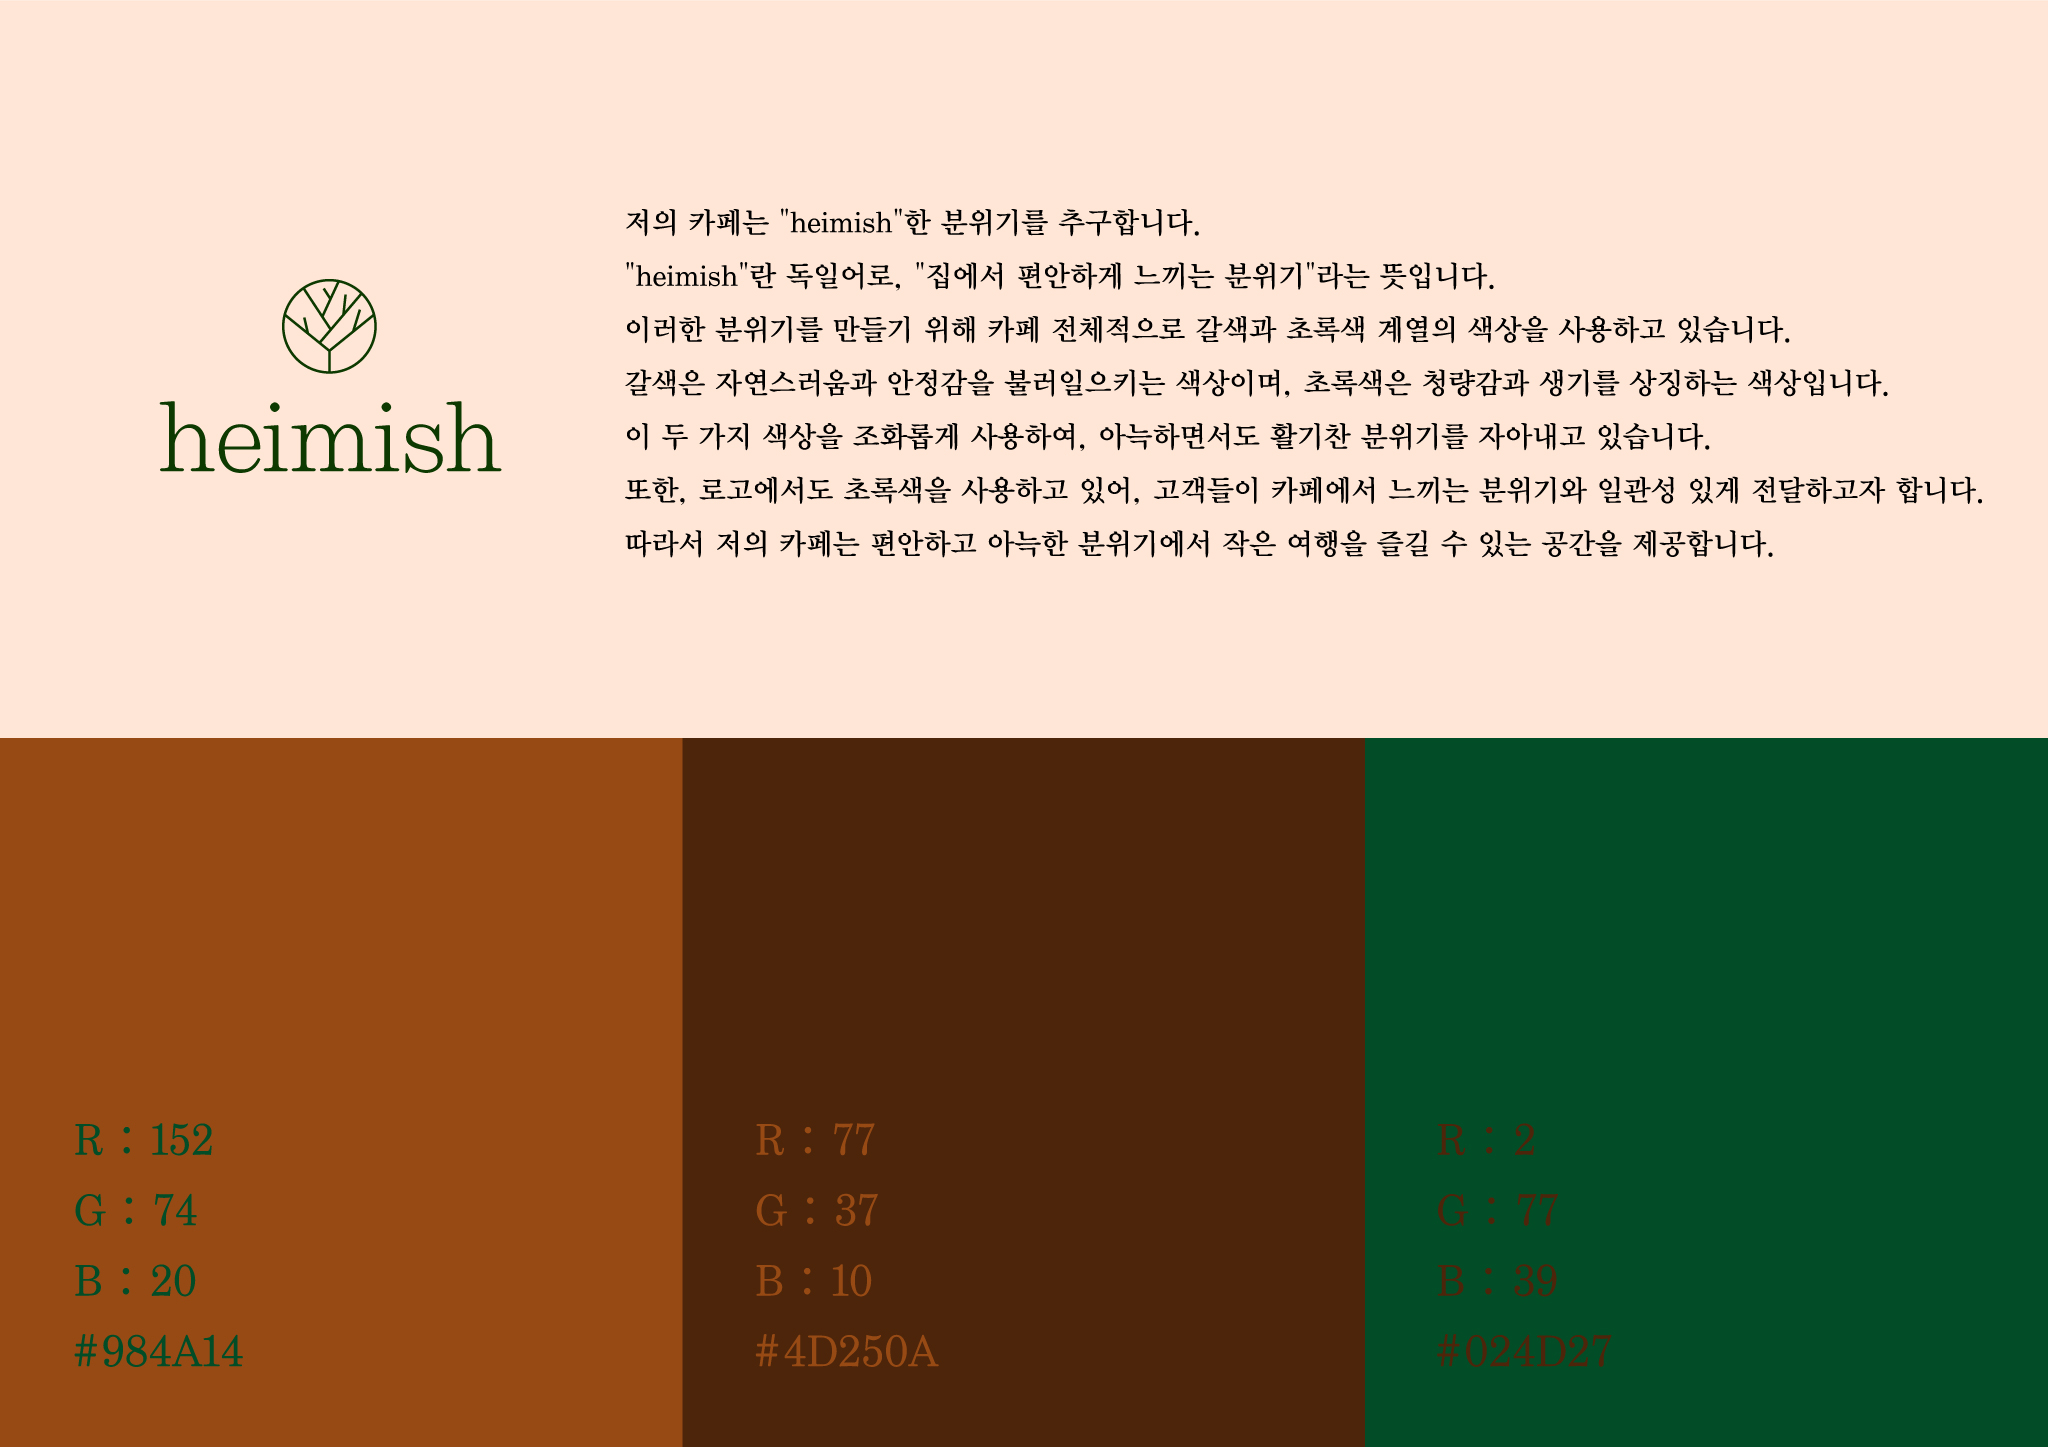 heimish
저의 카페는 "heimish"한 분위기를 추구합니다.
"heimish"란 독일어로, "집에서 편안하게 느끼는 분위기"라는 뜻입니다.
이러한 분위기를 만들기 위해 카페 전체적으로 갈색과 초록색 계열의 색상을 사용하고 있습니다.
갈색은 자연스러움과 안정감을 불러일으키는 색상이며, 초록색은 청량감과 생기를 상징하는 색상입니다.
이 두 가지 색상을 조화롭게 사용하여, 아늑하면서도 활기찬 분위기를 자아내고 있습니다.
또한, 로고에서도 초록색을 사용하고 있어, 고객들이 카페에서 느끼는 분위기와 일관성 있게 전달하고자 합니다.
따라서 저의 카페는 편안하고 아늑한 분위기에서 작은 여행을 즐길 수 있는 공간을 제공합니다.
R : 152
G : 74
B : 20
#984A14
R : 77
G : 37
B : 10
#4D250A
R : 2
G : 77
B : 39
#024D27